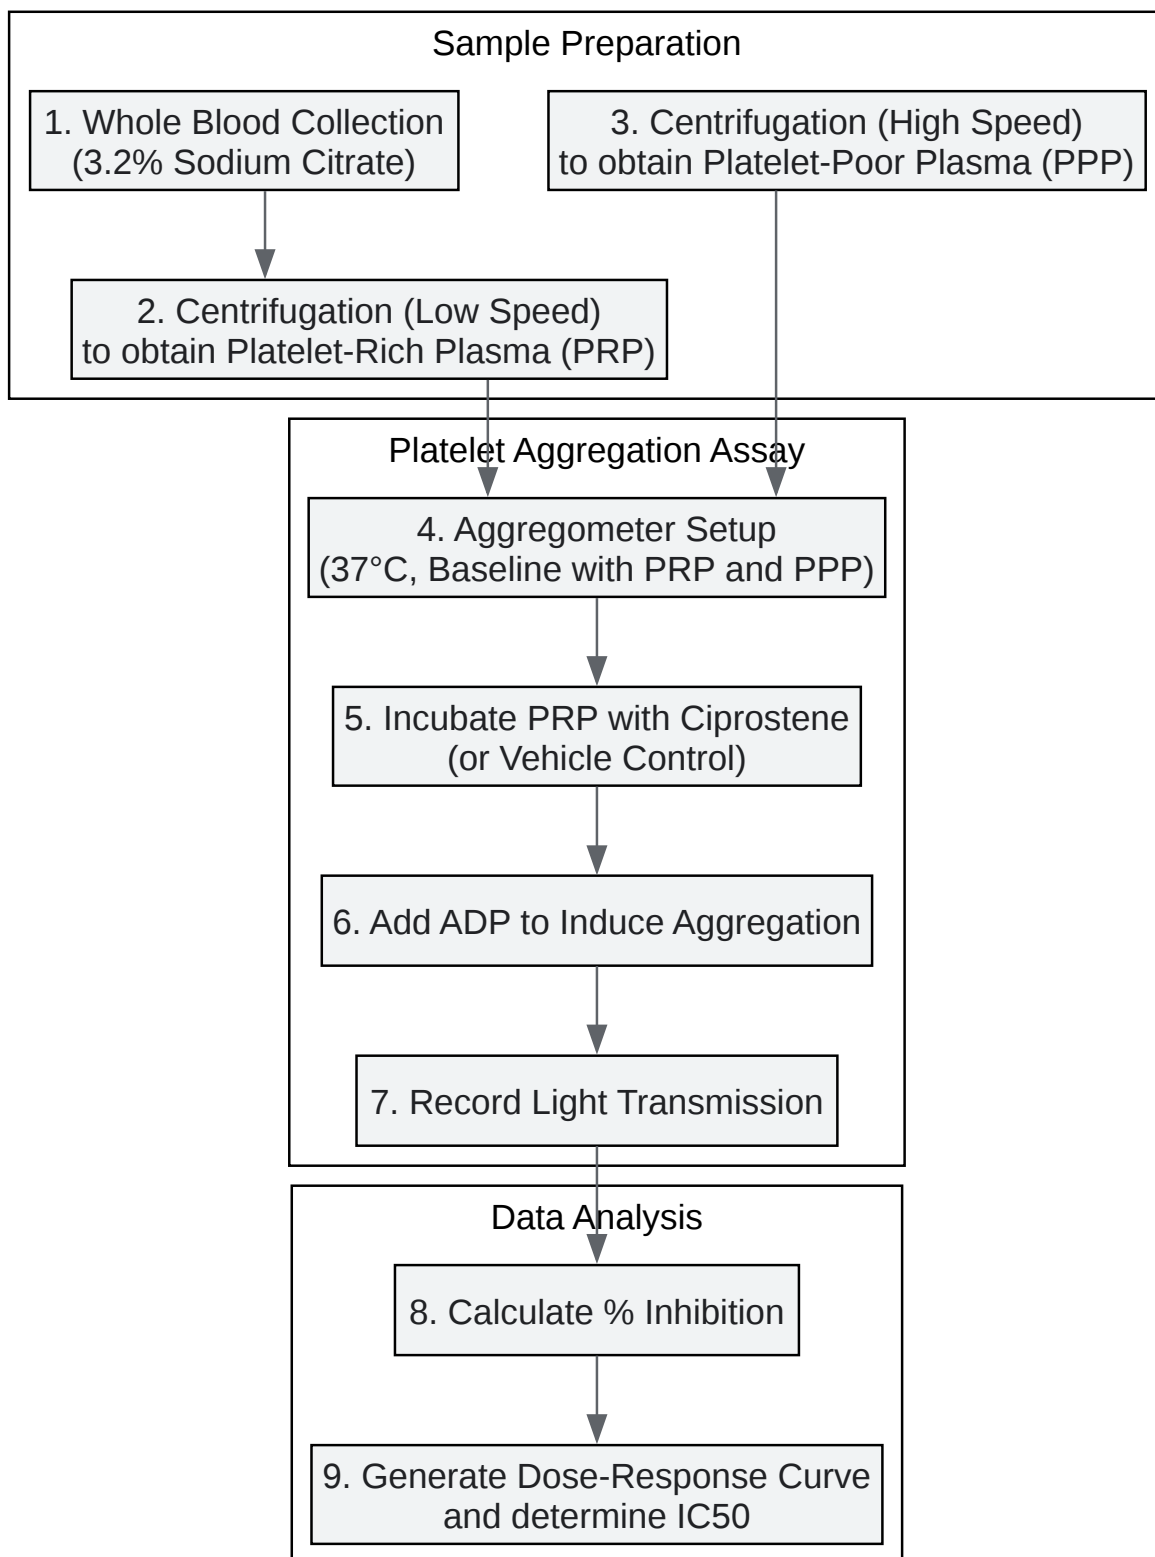 Sample Preparation
1. Whole Blood Collection
(3.2% Sodium Citrate)
3. Centrifugation (High Speed)
to obtain Platelet-Poor Plasma (PPP)
2. Centrifugation (Low Speed)
to obtain Platelet-Rich Plasma (PRP)
Platelet Aggregation Assay
4. Aggregometer Setup
(37°C, Baseline with PRP and PPP)
5. Incubate PRP with Ciprostene
(or Vehicle Control)
6. Add ADP to Induce Aggregation
7. Record Light Transmission
Data Analysis
8. Calculate % Inhibition
9. Generate Dose-Response Curve
and determine IC50